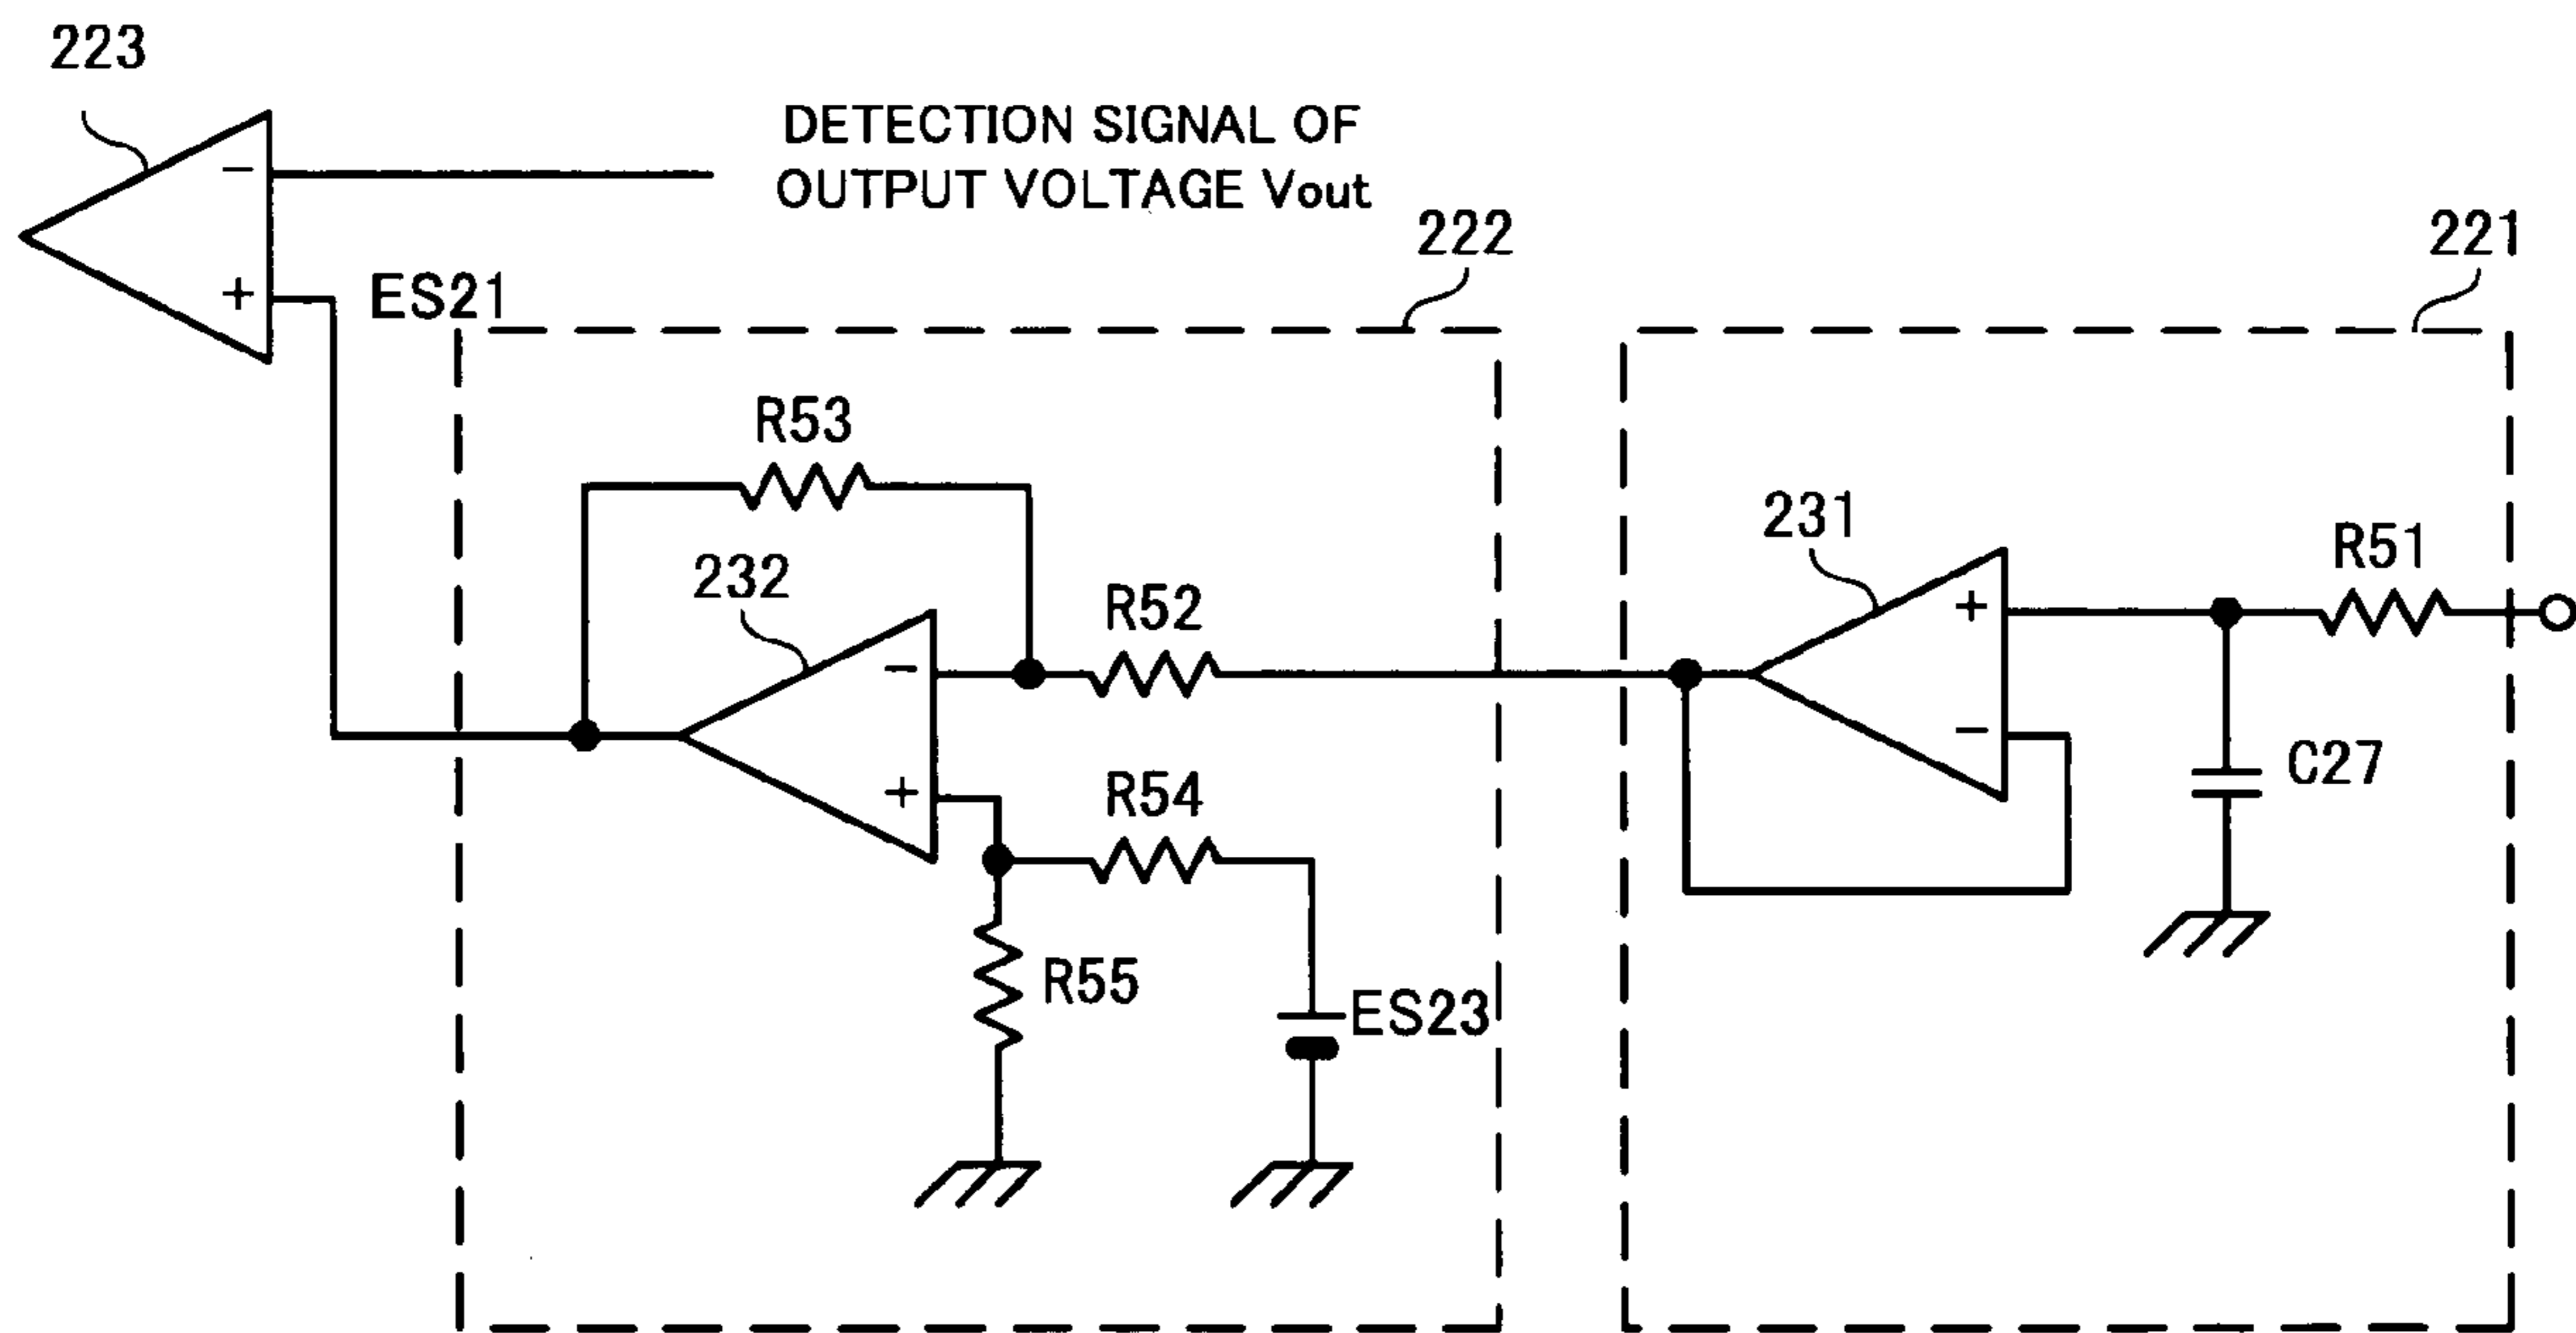 223
DETECTION SIGNAL OF
OUTPUT VOLTAGE Vout
222
221
−
+
ES21
R53
231
R51
232
R52
+
−
−
C27
+
R54
R55
ES23